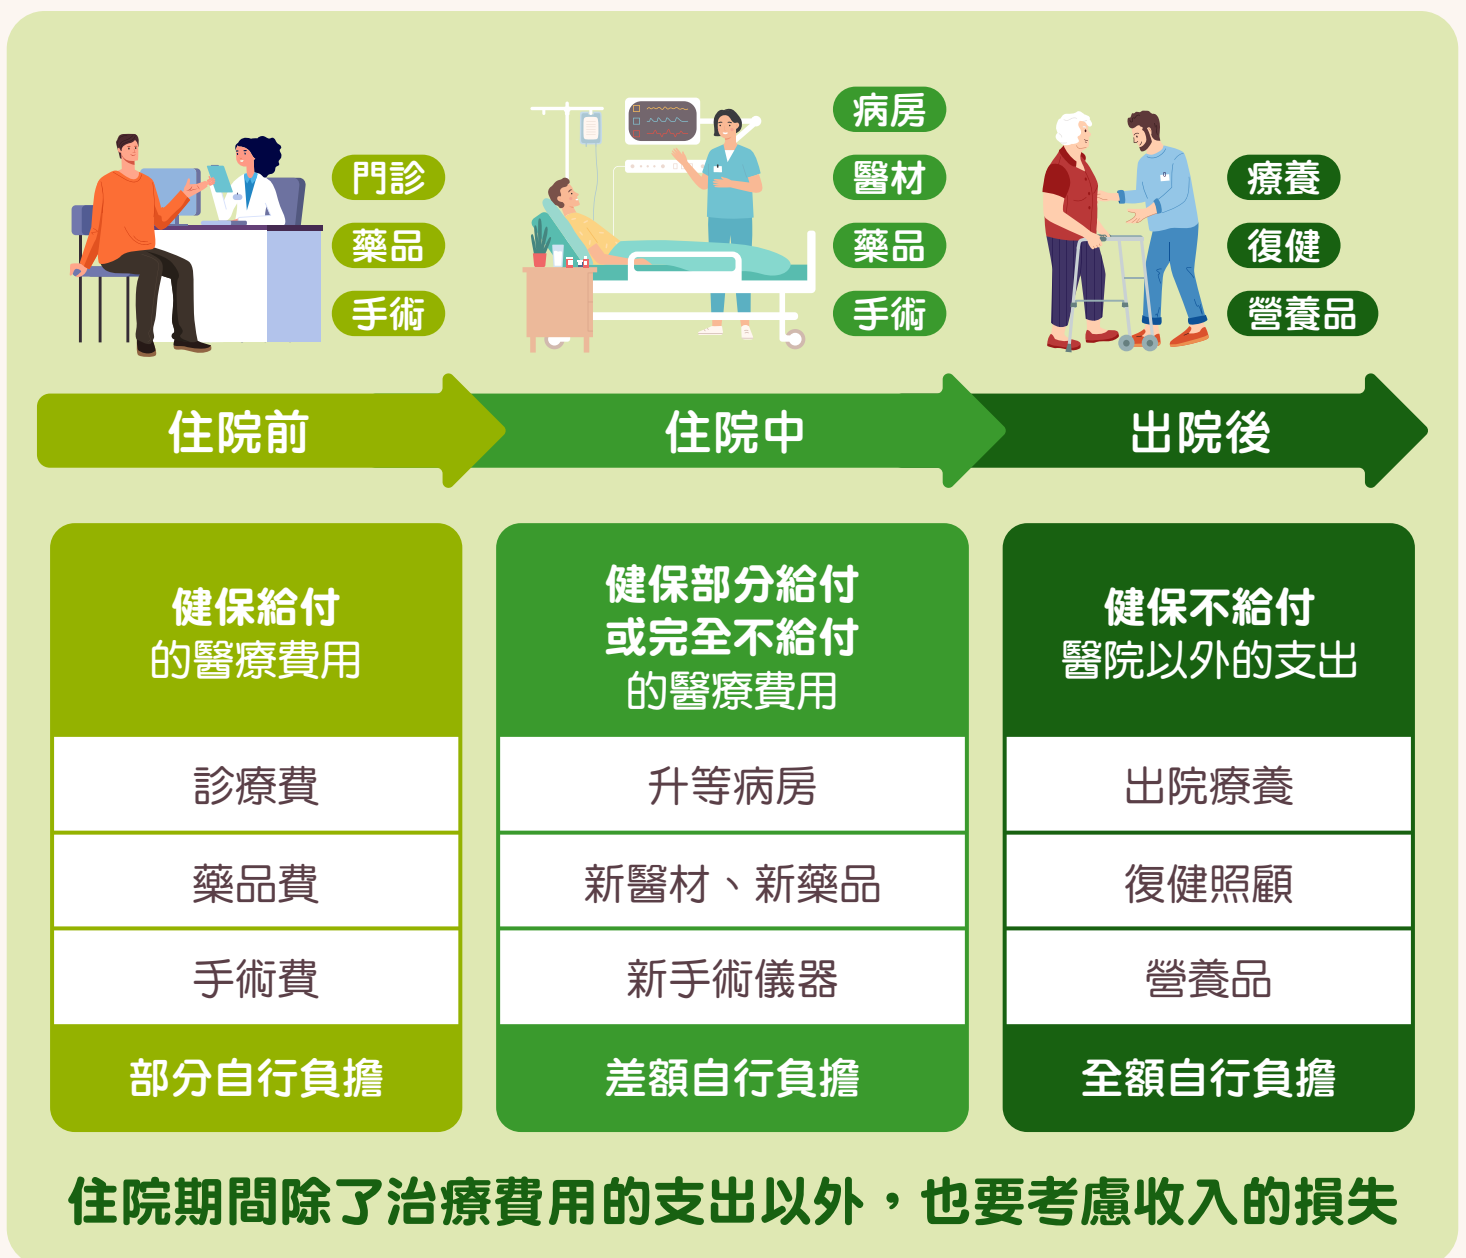 門診
藥品
手術
病房
醫材
藥品
手術
療養
復健
營養品
住院前
住院中
出院後
健保給付
的醫療費用
診療費
藥品費
手術費
部分自行負擔
健保部分給付
或完全不給付
的醫療費用
升等病房
新醫材、新藥品
新手術儀器
差額自行負擔
健保不給付
醫院以外的支出
出院療養
復健照顧
營養品
全額自行負擔
住院期間除了治療費用的支出以外，也要考慮收入的損失